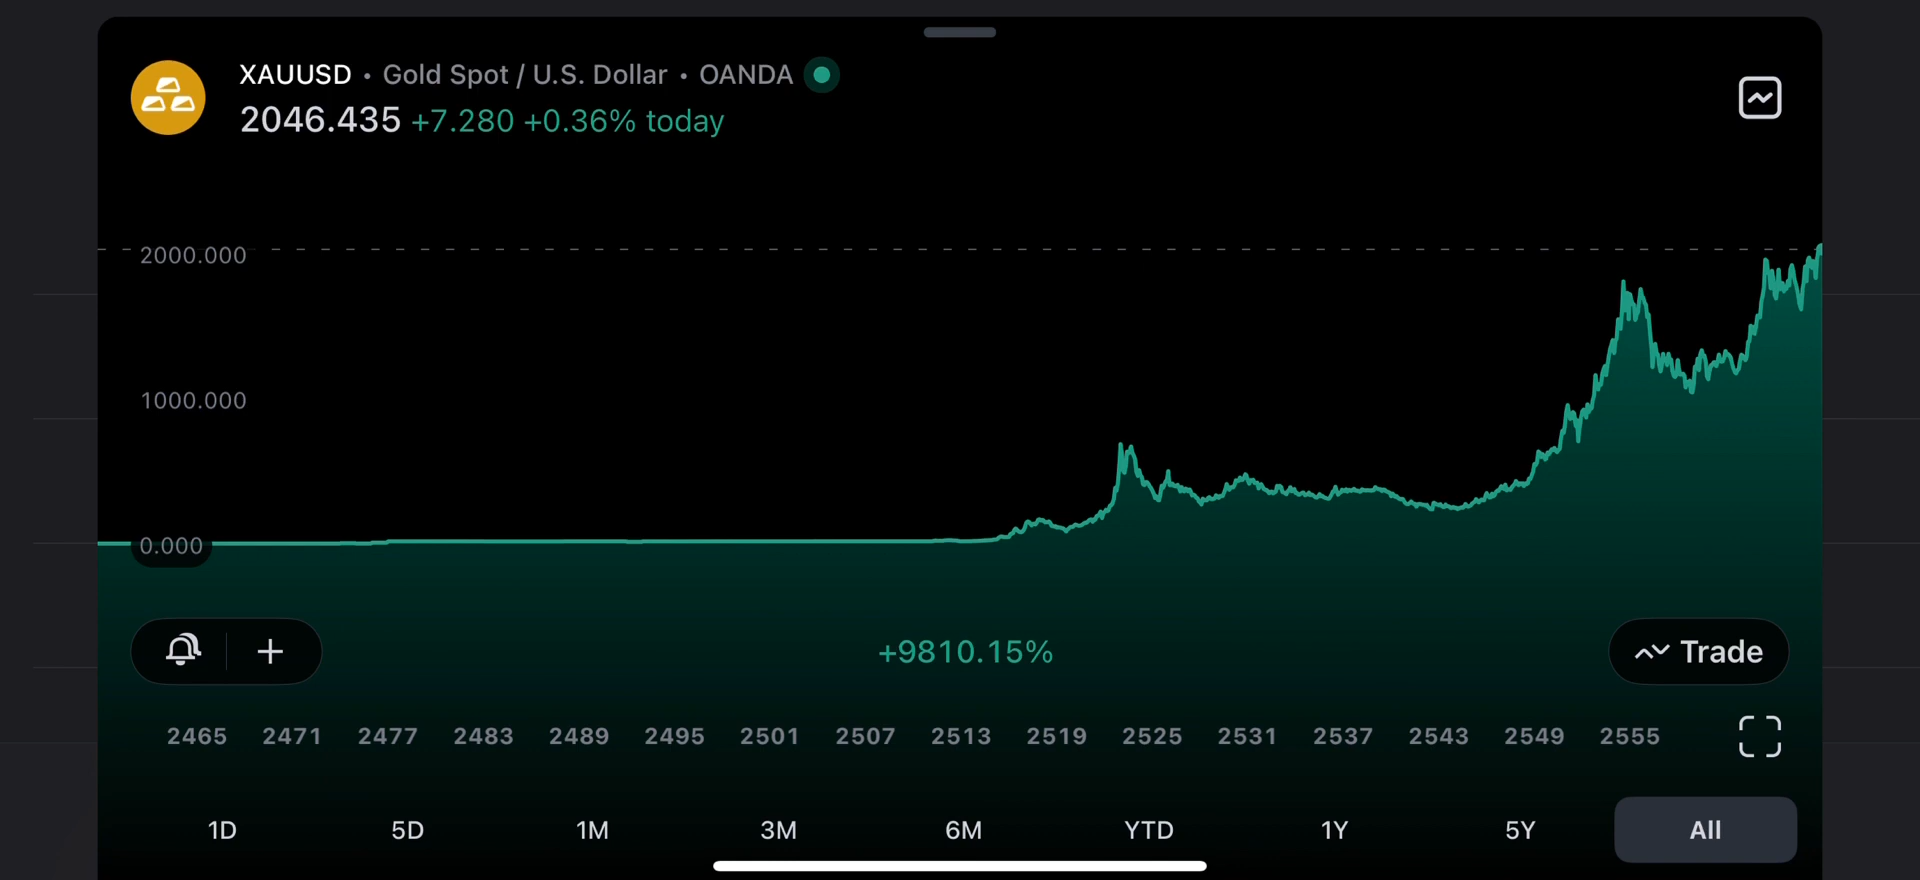 XAUUSD • Gold Spot / U.S. Dollar • OANDA
2046.435 +7.280 +0.36% today
2000.000
1000.000
0.000
+9810.15%
Trade
2465 2471 2477 2483 2489 2495 2501 2507 2513 2519 2525 2531 2537 2543 2549 2555
1D 5D 1M 3M 6M YTD 1Y 5Y All